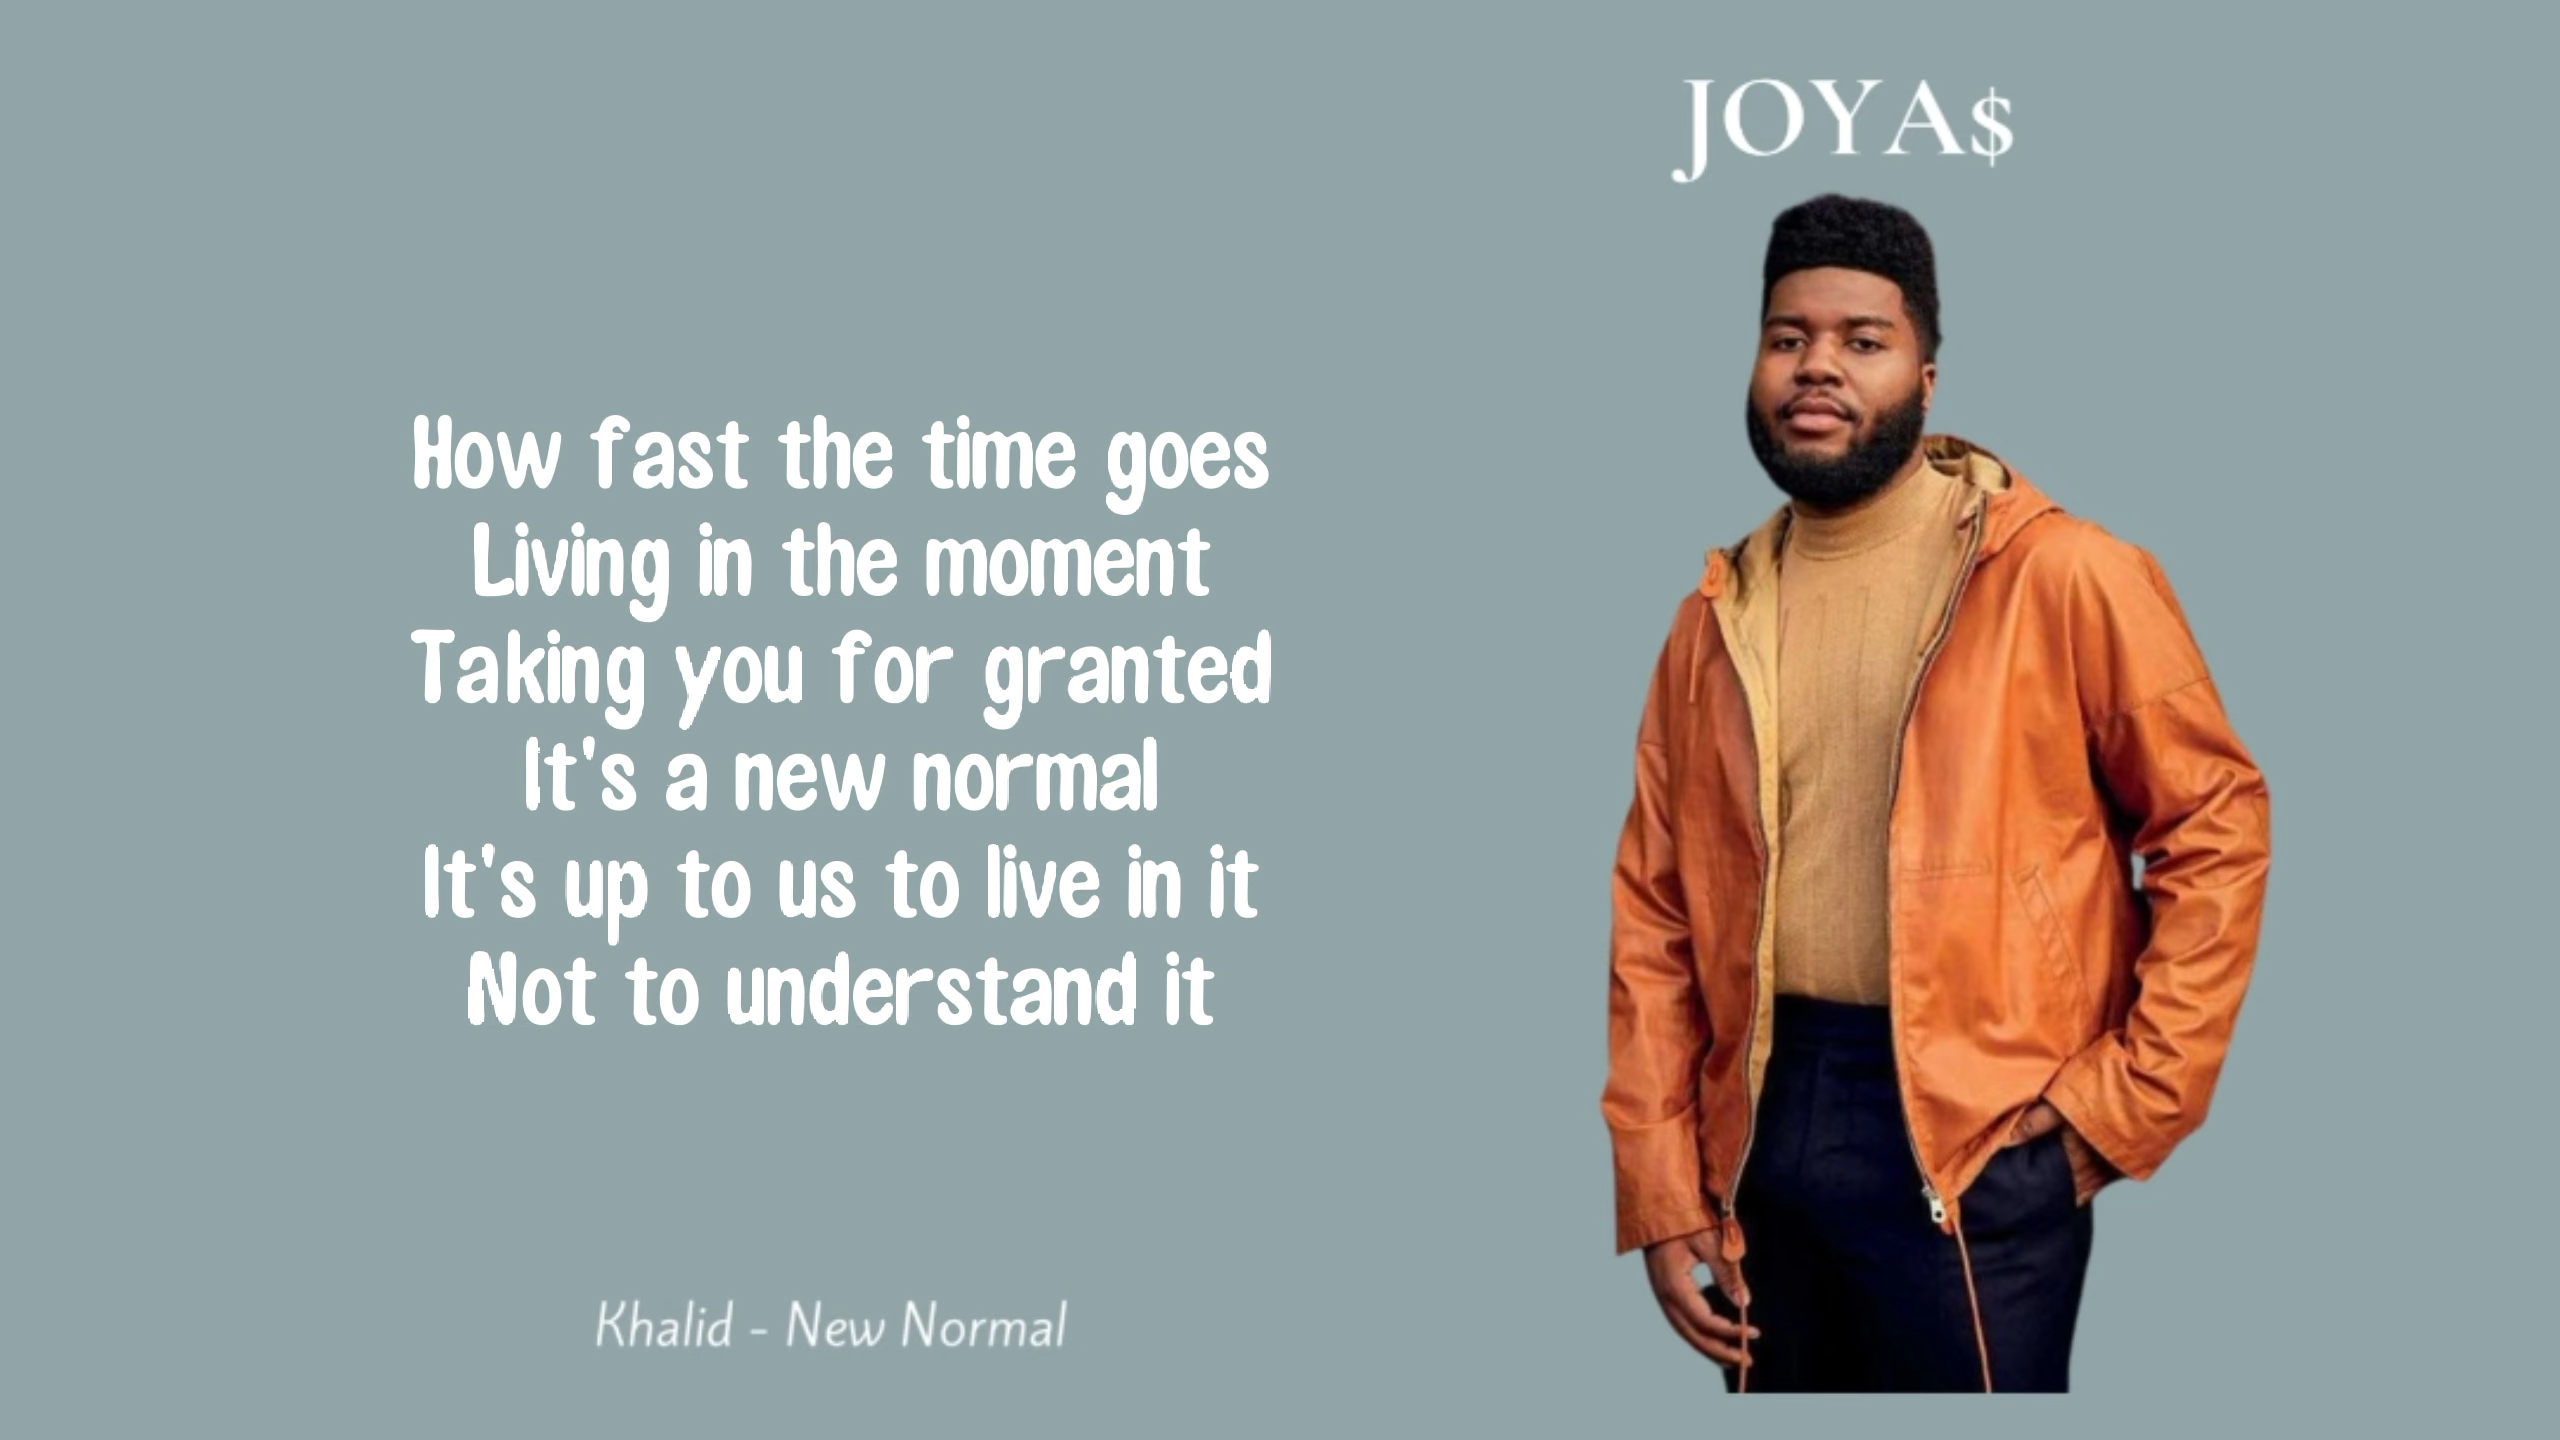 JOYA$
How fast the time goes
Living in the moment
Taking you for granted
It's a new normal
It's up to us to live in it
Not to understand it
Khalid - New Normal